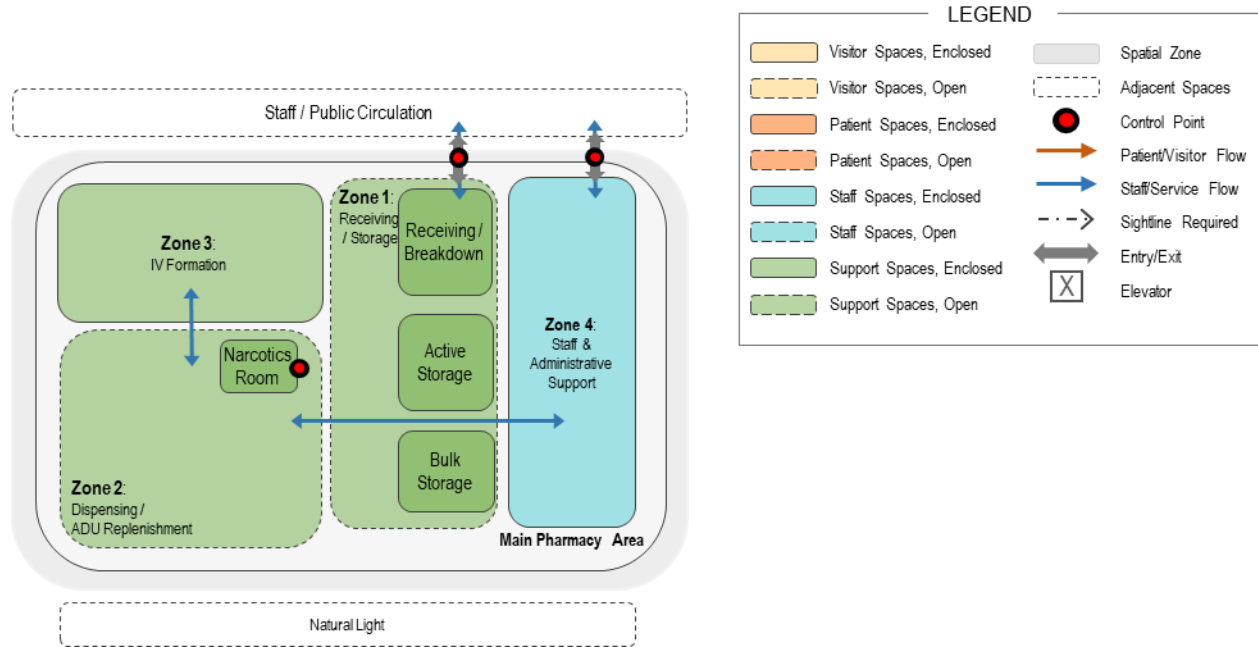 Staff / Public Circulation
Zone 3:
IV Formation
Zone 1:
Receiving
/ Storage
Receiving /
Breakdown
Active
Storage
Bulk
Storage
Zone 4:
Staff &
Administrative
Support
Narcotics
Room
Zone 2:
Dispensing /
ADU Replenishment
Main Pharmacy Area
Natural Light
LEGEND
Visitor Spaces, Enclosed
Visitor Spaces, Open
Patient Spaces, Enclosed
Patient Spaces, Open
Staff Spaces, Enclosed
Staff Spaces, Open
Support Spaces, Enclosed
Support Spaces, Open
Spatial Zone
Adjacent Spaces
Control Point
Patient/Visitor Flow
Staff/Service Flow
Sightline Required
Entry/Exit
X
Elevator